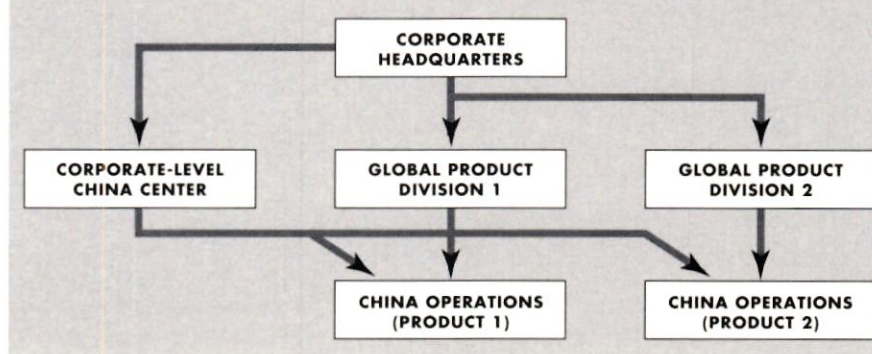 CORPORATE
HEADQUARTERS
CORPORATE-LEVEL
CHINA CENTER
GLOBAL PRODUCT
DIVISION 1
GLOBAL PRODUCT
DIVISION 2
CHINA OPERATIONS
(PRODUCT 1)
CHINA OPERATIONS
(PRODUCT 2)